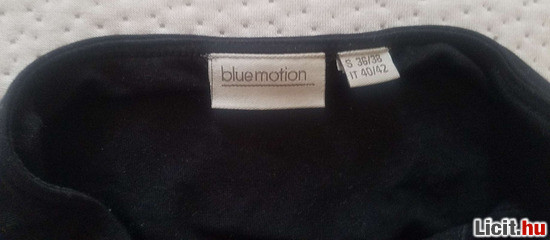 bluemotion
S 36/38
IT 40/42
Licit.hu